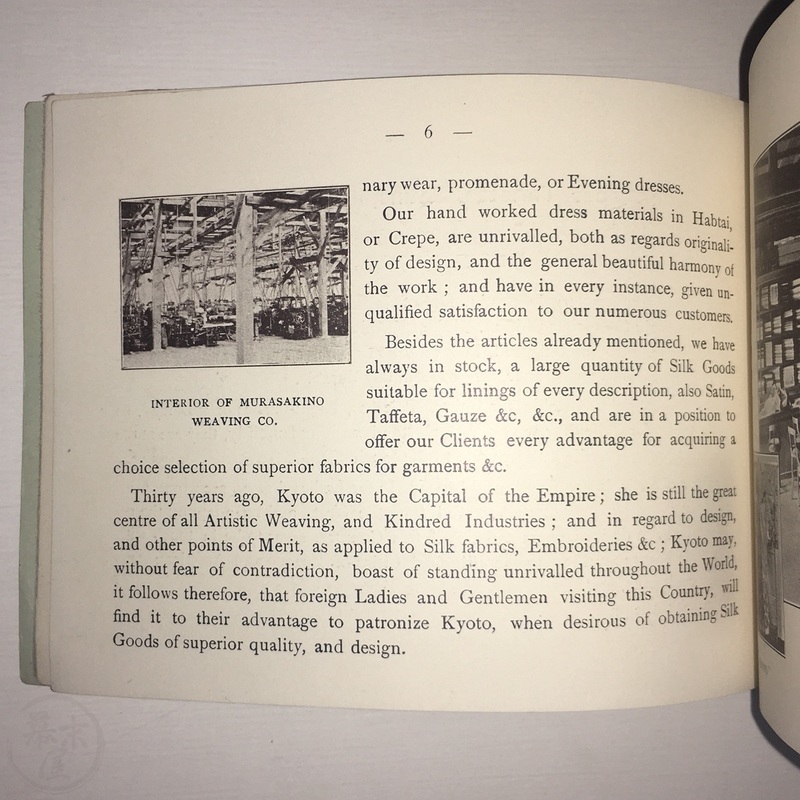 — 6 —
nary wear, promenade, or Evening dresses.
Our hand worked dress materials in Habtai,
or Crepe, are unrivalled, both as regards originali-
ty of design, and the general beautiful harmony of
the work ; and have in every instance, given un-
qualified satisfaction to our numerous customers.
Besides the articles already mentioned, we have
always in stock, a large quantity of Silk Goods
suitable for linings of every description, also Satin,
Taffeta, Gauze &c, &c., and are in a position to
offer our Clients every advantage for acquiring a
choice selection of superior fabrics for garments &c.
INTERIOR OF MURASAKINO
WEAVING CO.
Thirty years ago, Kyoto was the Capital of the Empire ; she is still the great
centre of all Artistic Weaving, and Kindred Industries ; and in regard to design,
and other points of Merit, as applied to Silk fabrics, Embroideries &c ; Kyoto may,
without fear of contradiction, boast of standing unrivalled throughout the World,
it follows therefore, that foreign Ladies and Gentlemen visiting this Country, will
find it to their advantage to patronize Kyoto, when desirous of obtaining Silk
Goods of superior quality, and design.
幕末屋